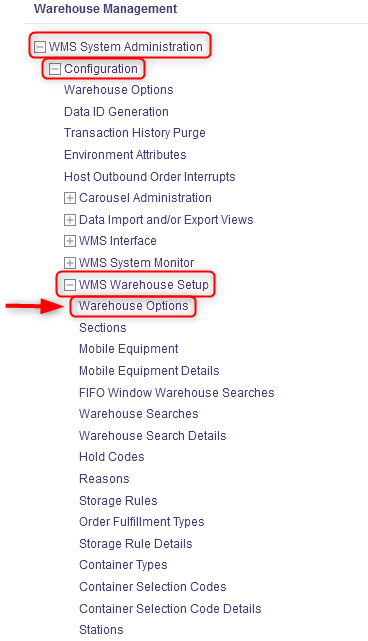 Warehouse Management
WMS System Administration
Configuration
Warehouse Options
Data ID Generation
Transaction History Purge
Environment Attributes
Host Outbound Order Interrupts
Carousel Administration
Data Import and/or Export Views
WMS Interface
WMS System Monitor
WMS Warehouse Setup
Warehouse Options
Sections
Mobile Equipment
Mobile Equipment Details
FIFO Window Warehouse Searches
Warehouse Searches
Warehouse Search Details
Hold Codes
Reasons
Storage Rules
Order Fulfillment Types
Storage Rule Details
Container Types
Container Selection Codes
Container Selection Code Details
Stations